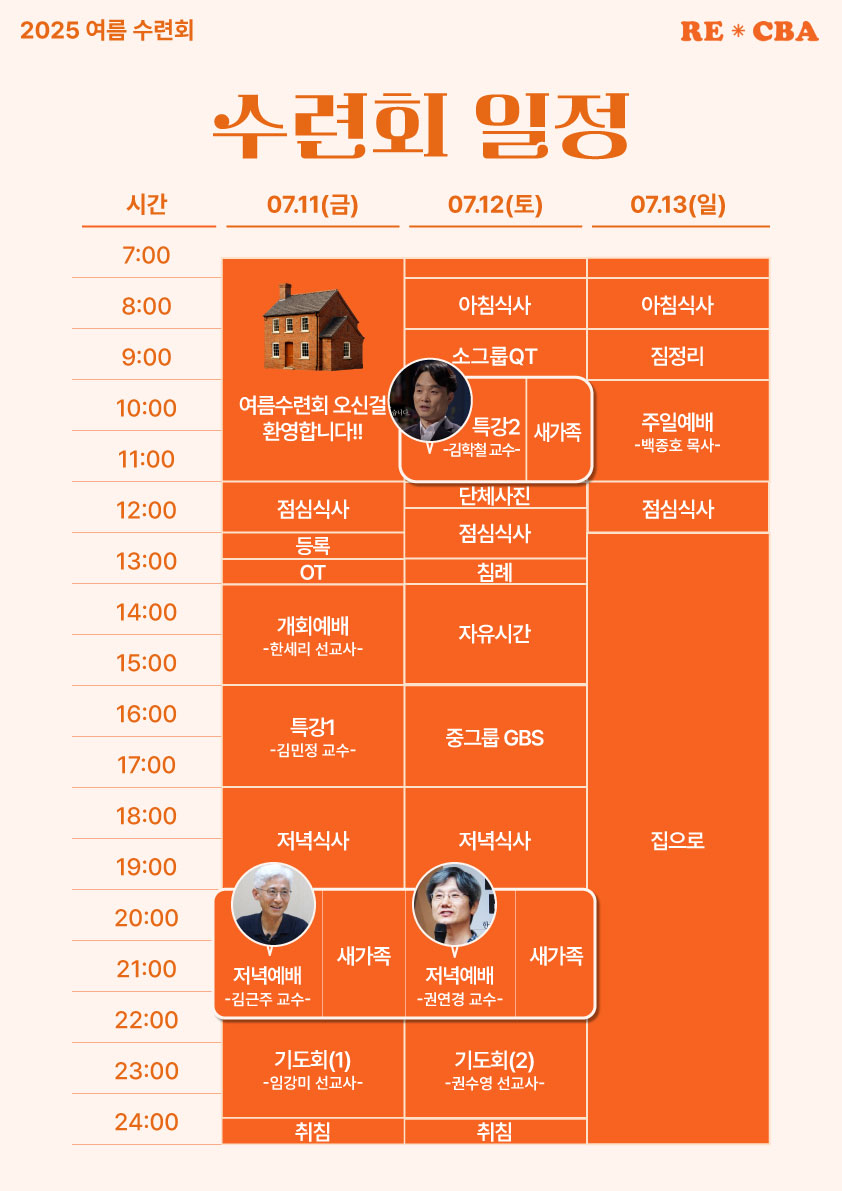 2025 여름 수련회
RE * CBA
수련회 일정
시간 07.11(금) 07.12(토) 07.13(일)
7:00
8:00 아침식사 아침식사
9:00 소그룹QT 짐정리
여름수련회 오신걸
환영합니다!!
10:00
습니다.
특강2
-김학철 교수-
새가족
주일예배
-백종호 목사-
11:00
단체사진
12:00 점심식사 점심식사 점심식사
등록
13:00
OT 침례
14:00 개회예배
-한세리 선교사-
자유시간
15:00
16:00 특강1
-김민정 교수-
중그룹 GBS
17:00
18:00 저녁식사 저녁식사 집으로
19:00
20:00
21:00 저녁예배
-김근주 교수-
새가족
저녁예배
-권연경 교수-
새가족
22:00
23:00 기도회(1)
-임강미 선교사-
기도회(2)
-권수영 선교사-
24:00
취침 취침